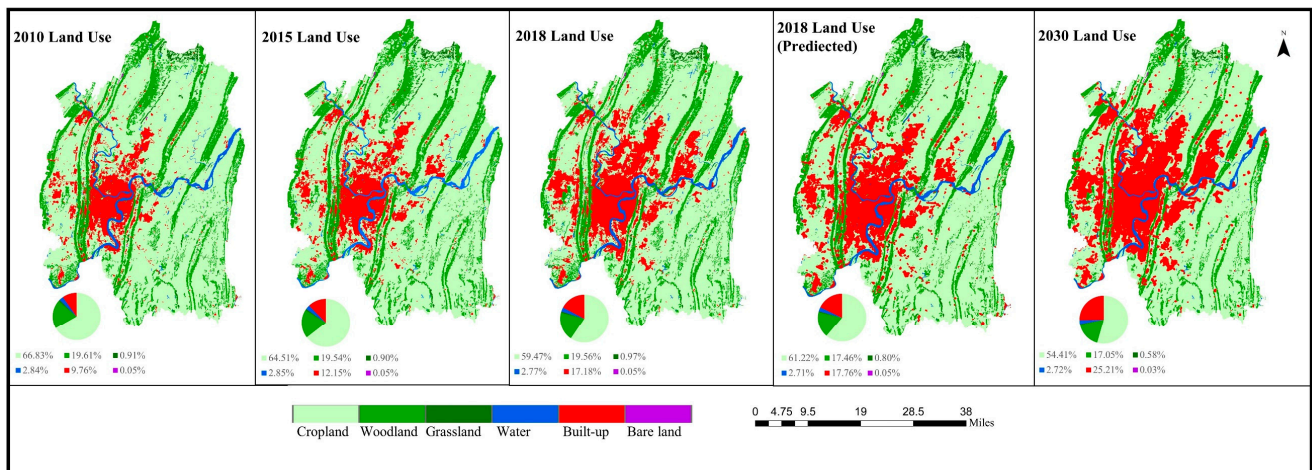 2010 Land Use
66.83% 19.61% 0.91%
2.84% 9.76% 0.05%
2015 Land Use
64.51% 19.54% 0.90%
2.85% 12.15% 0.05%
2018 Land Use
59.47% 19.56% 0.97%
2.77% 17.18% 0.05%
2018 Land Use
(Prediected)
61.22% 17.46% 0.80%
2.71% 17.76% 0.05%
2030 Land Use
N
54.41% 17.05% 0.58%
2.72% 25.21% 0.03%
Cropland Woodland Grassland Water Built-up Bare land
0 4.75 9.5 19 28.5 38
Miles